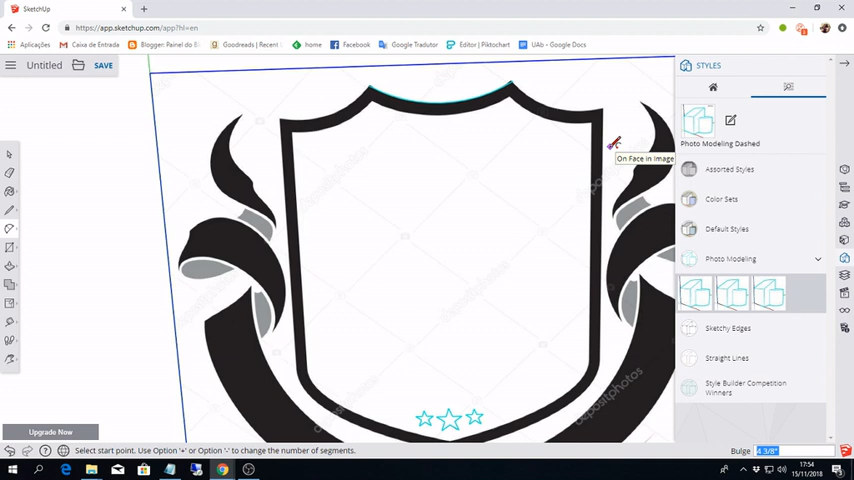 SketchUp
https://app.sketchup.com/app?hl=en
Aplicações
Caixa de Entrada
Blogger: Painel do B
Goodreads | Recent
home
Facebook
Google Tradutor
Editor | Piktochart
UAb - Google Docs
Untitled
SAVE
STYLES
Photo Modeling Dashed
Assorted Styles
Color Sets
Default Styles
Photo Modeling
Sketchy Edges
Straight Lines
Style Builder Competition
Winners
On Face in Image
depositphotos
depositphotos
depositphotos
depositphotos
Upgrade Now
Select start point. Use Option '+' or Option '-' to change the number of segments.
Bulge
4 3/8"
17:54
15/11/2018